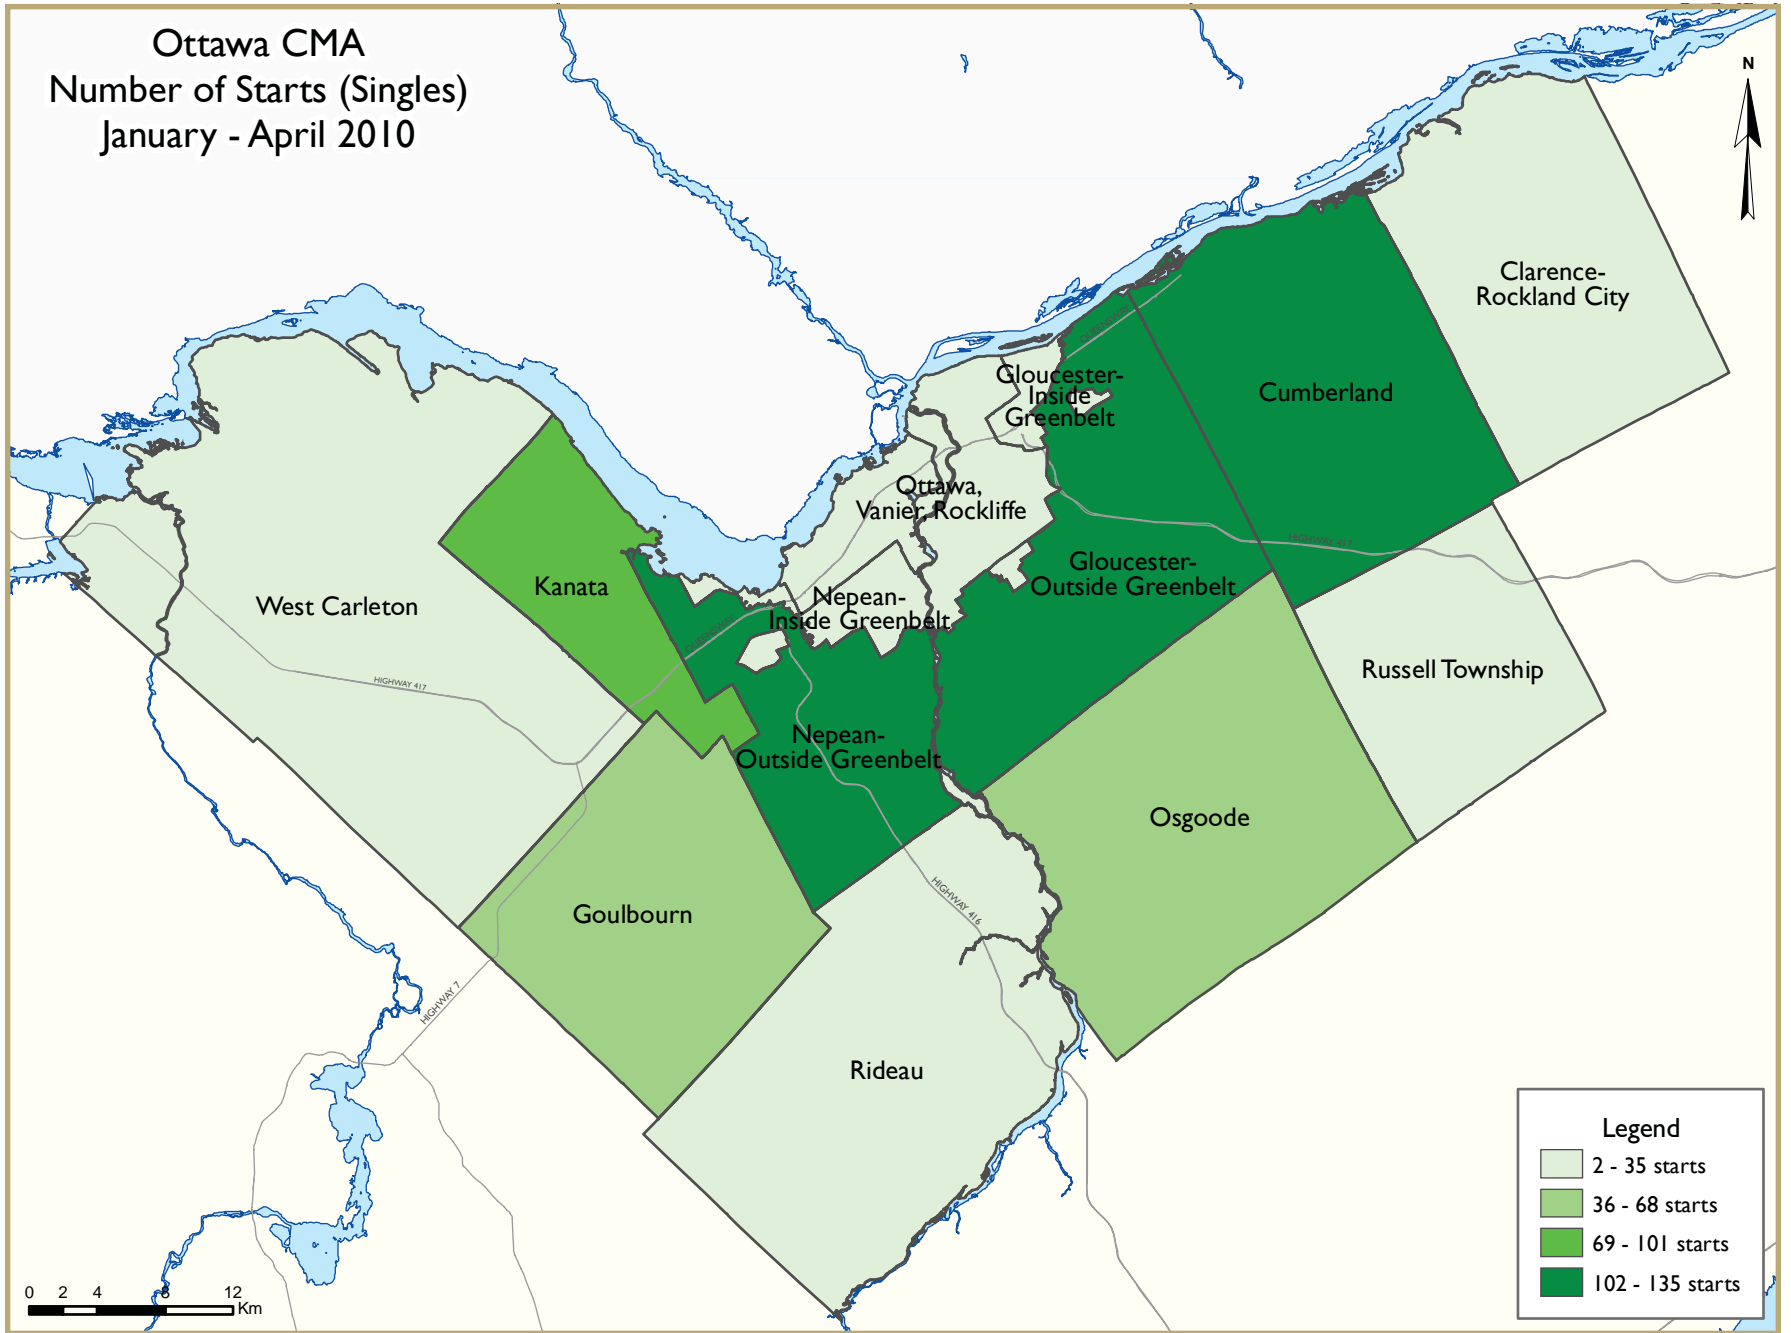 Ottawa CMA
Number of Starts (Singles)
January - April 2010
N
Clarence-
Rockland City
QUEENSWAY
Gloucester-
Inside
Greenbelt
Cumberland
Ottawa,
Vanier, Rockliffe
HIGHWAY 417
Gloucester-
Outside Greenbelt
Kanata
West Carleton
Nepean-
Inside Greenbelt
QUEENSWAY
Russell Township
HIGHWAY 417
Nepean-
Outside Greenbelt
Osgoode
HIGHWAY 416
Goulbourn
HIGHWAY 7
Rideau
Legend
2 - 35 starts
36 - 68 starts
69 - 101 starts
102 - 135 starts
0 2 4 8 12
Km